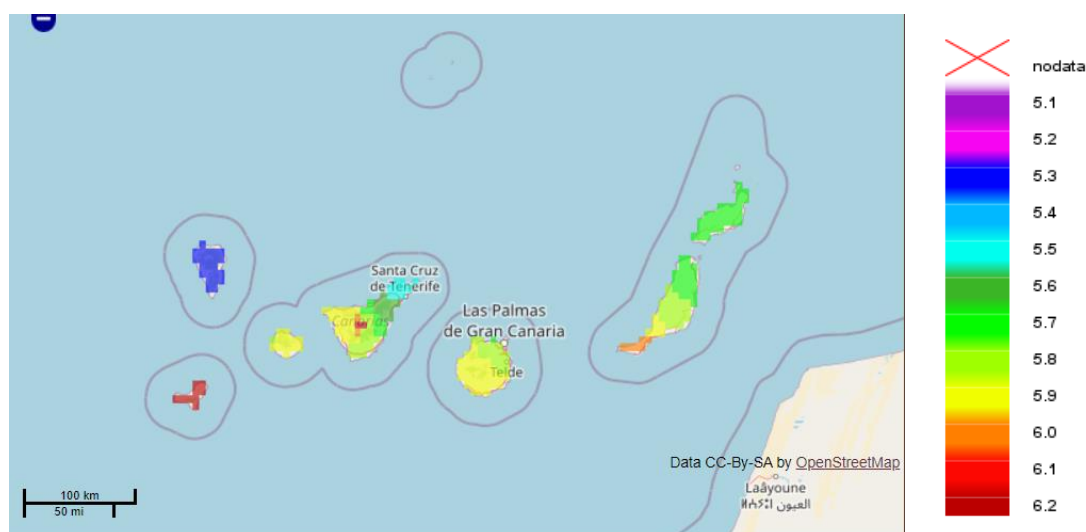 Santa Cruz
de Tenerife
Canarias
Las Palmas
de Gran Canaria
Telde
Data CC-By-SA by OpenStreetMap
Laâyoune
ⵍⵄⵢⵓⵏ العيون
100 km
50 mi
nodata
5.1
5.2
5.3
5.4
5.5
5.6
5.7
5.8
5.9
6.0
6.1
6.2